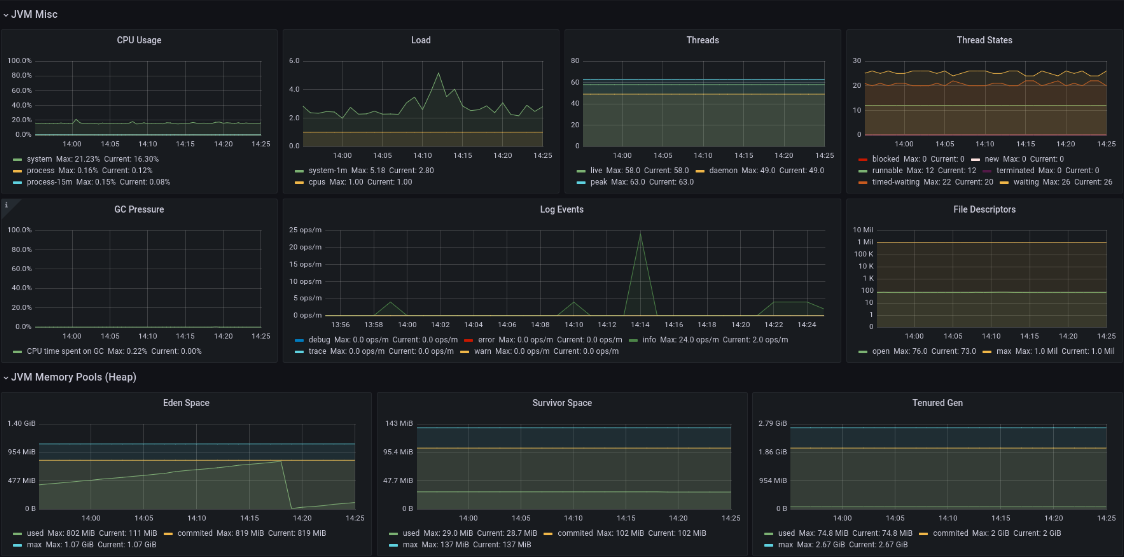 JVM Misc
CPU Usage
100.0%
80.0%
60.0%
40.0%
20.0%
0.0%
14:00 14:05 14:10 14:15 14:20 14:25
system Max: 21.23% Current: 16.30%
process Max: 0.16% Current: 0.12%
process-15m Max: 0.15% Current: 0.08%
Load
6.0
4.0
2.0
0.0
14:00 14:05 14:10 14:15 14:20 14:25
system-1m Max: 5.18 Current: 2.80
cpus Max: 1.00 Current: 1.00
Threads
80
60
40
20
0
14:00 14:05 14:10 14:15 14:20 14:25
live Max: 58.0 Current: 58.0 daemon Max: 49.0 Current: 49.0
peak Max: 63.0 Current: 63.0
Thread States
30
20
10
0
14:00 14:05 14:10 14:15 14:20 14:25
blocked Max: 0 Current: 0 new Max: 0 Current: 0
runnable Max: 12 Current: 12 terminated Max: 0 Current: 0
timed-waiting Max: 22 Current: 20 waiting Max: 26 Current: 26
i
GC Pressure
100.0%
80.0%
60.0%
40.0%
20.0%
0.0%
14:00 14:05 14:10 14:15 14:20 14:25
CPU time spent on GC Max: 0.22% Current: 0.00%
Log Events
25 ops/m
20 ops/m
15 ops/m
10 ops/m
5 ops/m
0 ops/m
13:56 13:58 14:00 14:02 14:04 14:06 14:08 14:10 14:12 14:14 14:16 14:18 14:20 14:22 14:24
debug Max: 0.0 ops/m Current: 0.0 ops/m error Max: 0.0 ops/m Current: 0.0 ops/m info Max: 24.0 ops/m Current: 2.0 ops/m
trace Max: 0.0 ops/m Current: 0.0 ops/m warn Max: 0.0 ops/m Current: 0.0 ops/m
File Descriptors
10 Mil
1 Mil
100 K
10 K
1 K
100
10
1
0
14:00 14:05 14:10 14:15 14:20 14:25
open Max: 76.0 Current: 73.0 max Max: 1.0 Mil Current: 1.0 Mil
JVM Memory Pools (Heap)
Eden Space
1.40 GiB
954 MiB
477 MiB
0 B
14:00 14:05 14:10 14:15 14:20 14:25
used Max: 802 MiB Current: 111 MiB commited Max: 819 MiB Current: 819 MiB
max Max: 1.07 GiB Current: 1.07 GiB
Survivor Space
143 MiB
95.4 MiB
47.7 MiB
0 B
14:00 14:05 14:10 14:15 14:20 14:25
used Max: 29.0 MiB Current: 28.7 MiB commited Max: 102 MiB Current: 102 MiB
max Max: 137 MiB Current: 137 MiB
Tenured Gen
2.79 GiB
1.86 GiB
954 MiB
0 B
14:00 14:05 14:10 14:15 14:20 14:25
used Max: 74.8 MiB Current: 74.8 MiB commited Max: 2 GiB Current: 2 GiB
max Max: 2.67 GiB Current: 2.67 GiB